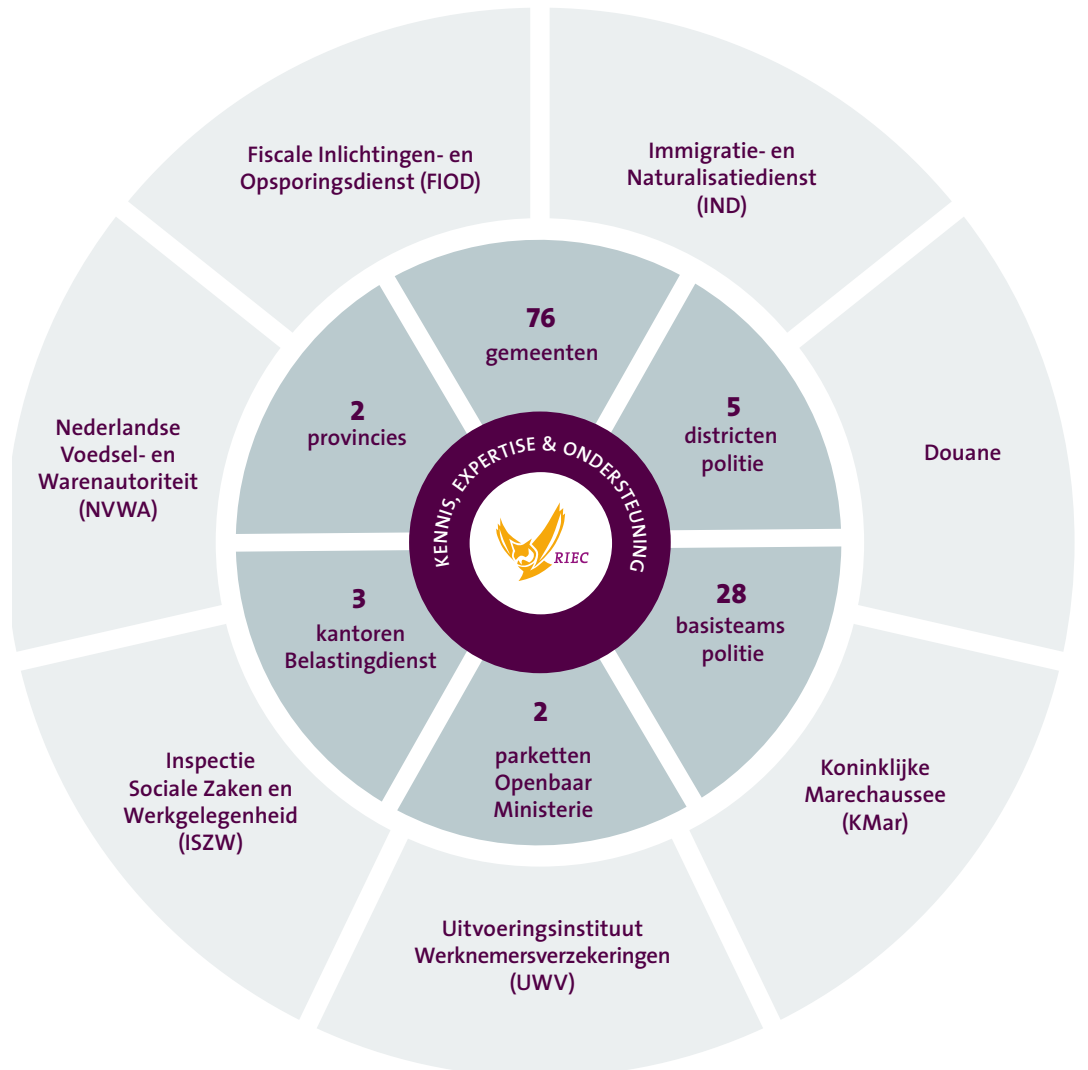 Fiscale Inlichtingen- en
Opsporingsdienst (FIOD)
Immigratie- en
Naturalisatiedienst
(IND)
Nederlandse
Voedsel- en
Warenautoriteit
(NVWA)
Douane
Inspectie
Sociale Zaken en
Werkgelegenheid
(ISZW)
Koninklijke
Marechaussee
(KMar)
Uitvoeringsinstituut
Werknemersverzekeringen
(UWV)
76
gemeenten
2
provincies
5
districten
politie
3
kantoren
Belastingdienst
28
basisteams
politie
2
parketten
Openbaar
Ministerie
KENNIS, EXPERTISE & ONDERSTEUNING
RIEC